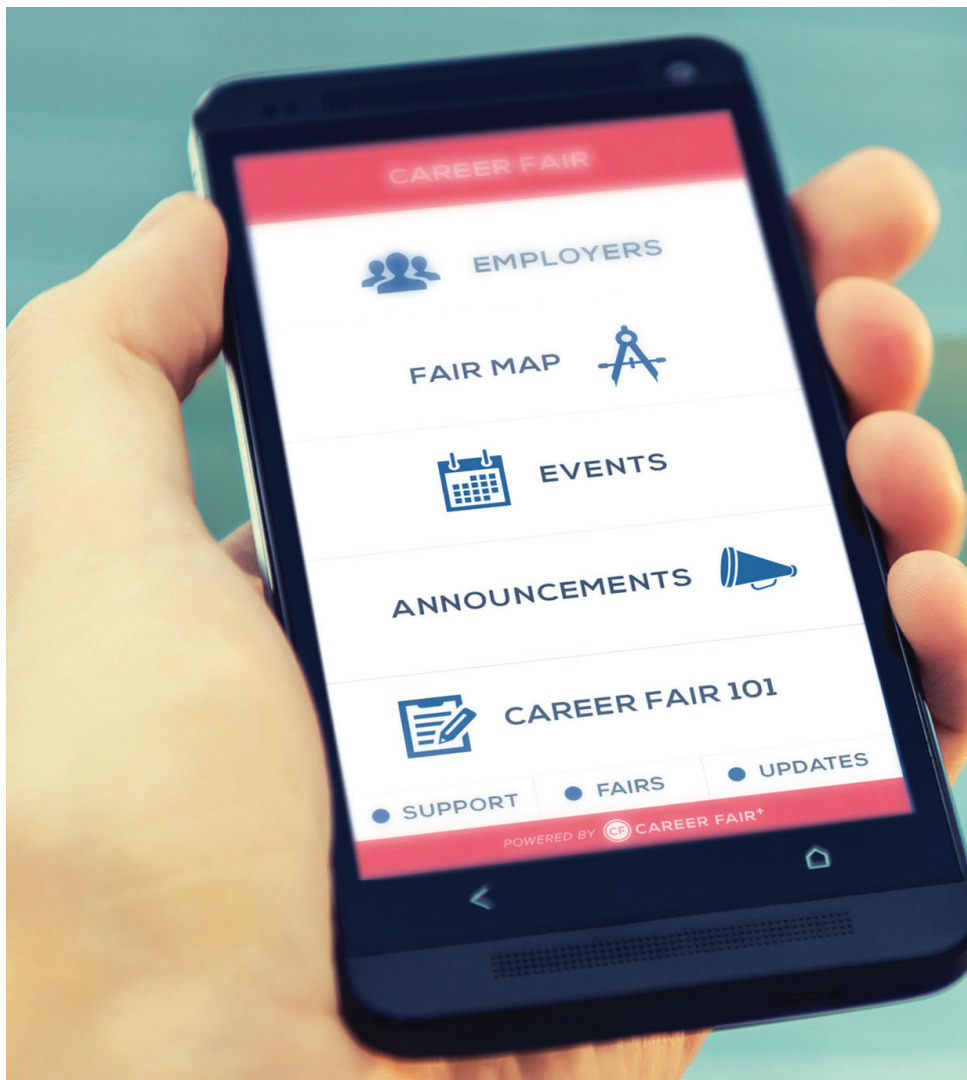 CAREER FAIR
EMPLOYERS
FAIR MAP
EVENTS
ANNOUNCEMENTS
CAREER FAIR 101
SUPPORT
FAIRS
UPDATES
POWERED BY CF CAREER FAIR+